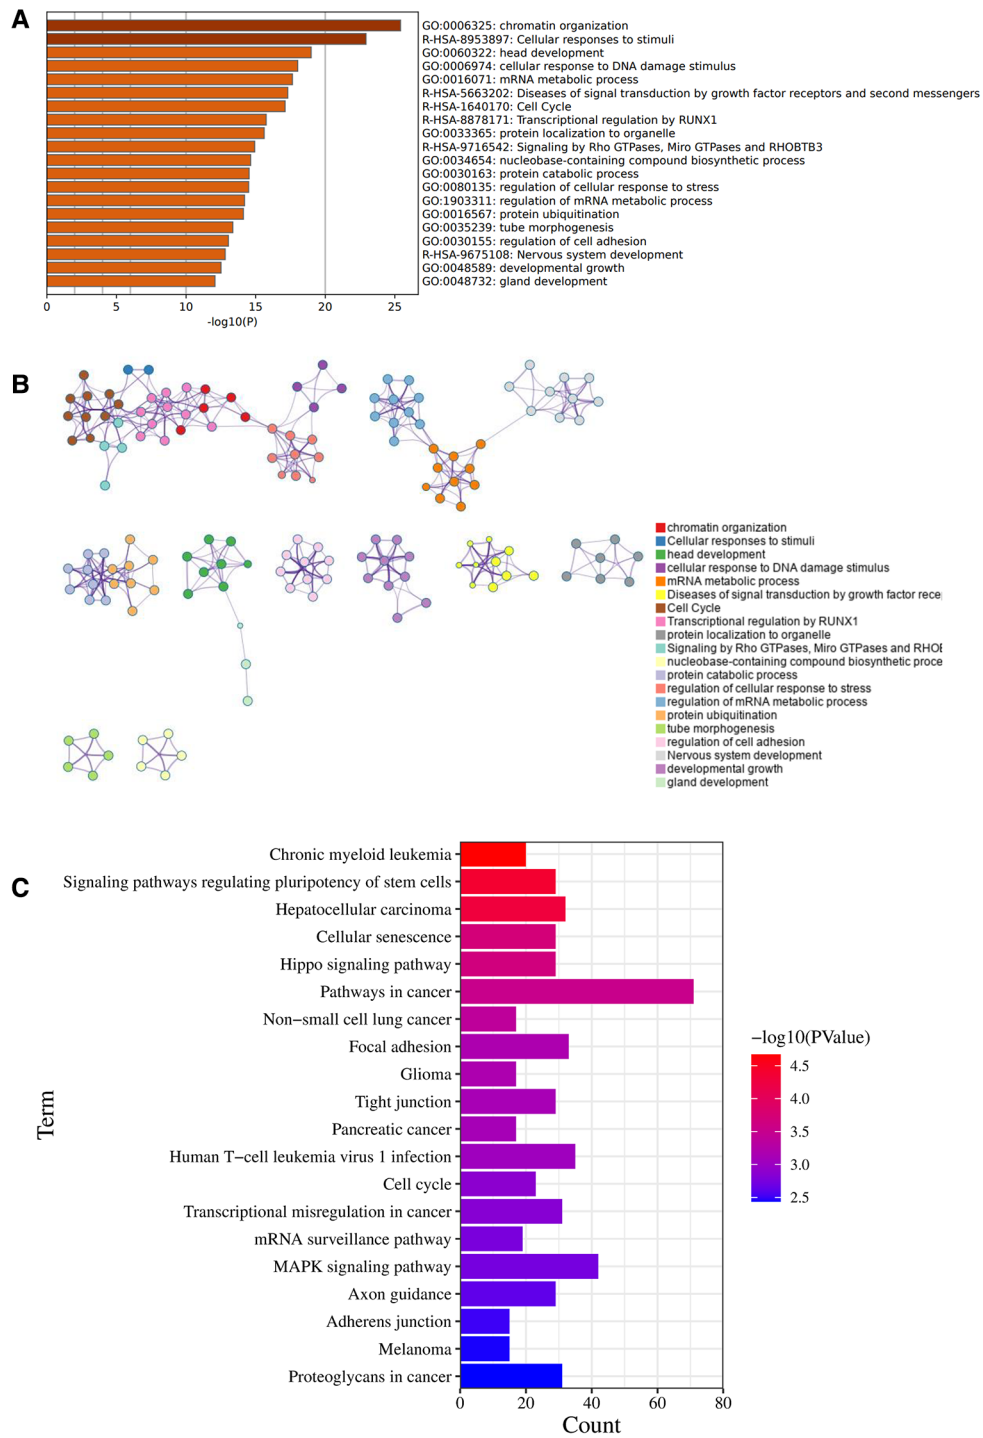 A
GO:0006325: chromatin organization
R-HSA-8953897: Cellular responses to stimuli
GO:0060322: head development
GO:0006974: cellular response to DNA damage stimulus
GO:0016071: mRNA metabolic process
R-HSA-5663202: Diseases of signal transduction by growth factor receptors and second messengers
R-HSA-1640170: Cell Cycle
R-HSA-8878171: Transcriptional regulation by RUNX1
GO:0033365: protein localization to organelle
R-HSA-9716542: Signaling by Rho GTPases, Miro GTPases and RHOBTB3
GO:0034654: nucleobase-containing compound biosynthetic process
GO:0030163: protein catabolic process
GO:0080135: regulation of cellular response to stress
GO:1903311: regulation of mRNA metabolic process
GO:0016567: protein ubiquitination
GO:0035239: tube morphogenesis
GO:0030155: regulation of cell adhesion
R-HSA-9675108: Nervous system development
GO:0048589: developmental growth
GO:0048732: gland development
0 5 10 15 20 25
-log10(P)
B
chromatin organization
Cellular responses to stimuli
head development
cellular response to DNA damage stimulus
mRNA metabolic process
Diseases of signal transduction by growth factor rece
Cell Cycle
Transcriptional regulation by RUNX1
protein localization to organelle
Signaling by Rho GTPases, Miro GTPases and RHOB
nucleobase-containing compound biosynthetic proce
protein catabolic process
regulation of cellular response to stress
regulation of mRNA metabolic process
protein ubiquitination
tube morphogenesis
regulation of cell adhesion
Nervous system development
developmental growth
gland development
C
Term
Chronic myeloid leukemia
Signaling pathways regulating pluripotency of stem cells
Hepatocellular carcinoma
Cellular senescence
Hippo signaling pathway
Pathways in cancer
Non−small cell lung cancer
Focal adhesion
Glioma
Tight junction
Pancreatic cancer
Human T−cell leukemia virus 1 infection
Cell cycle
Transcriptional misregulation in cancer
mRNA surveillance pathway
MAPK signaling pathway
Axon guidance
Adherens junction
Melanoma
Proteoglycans in cancer
0 20 40 60 80
Count
−log10(PValue)
4.5
4.0
3.5
3.0
2.5